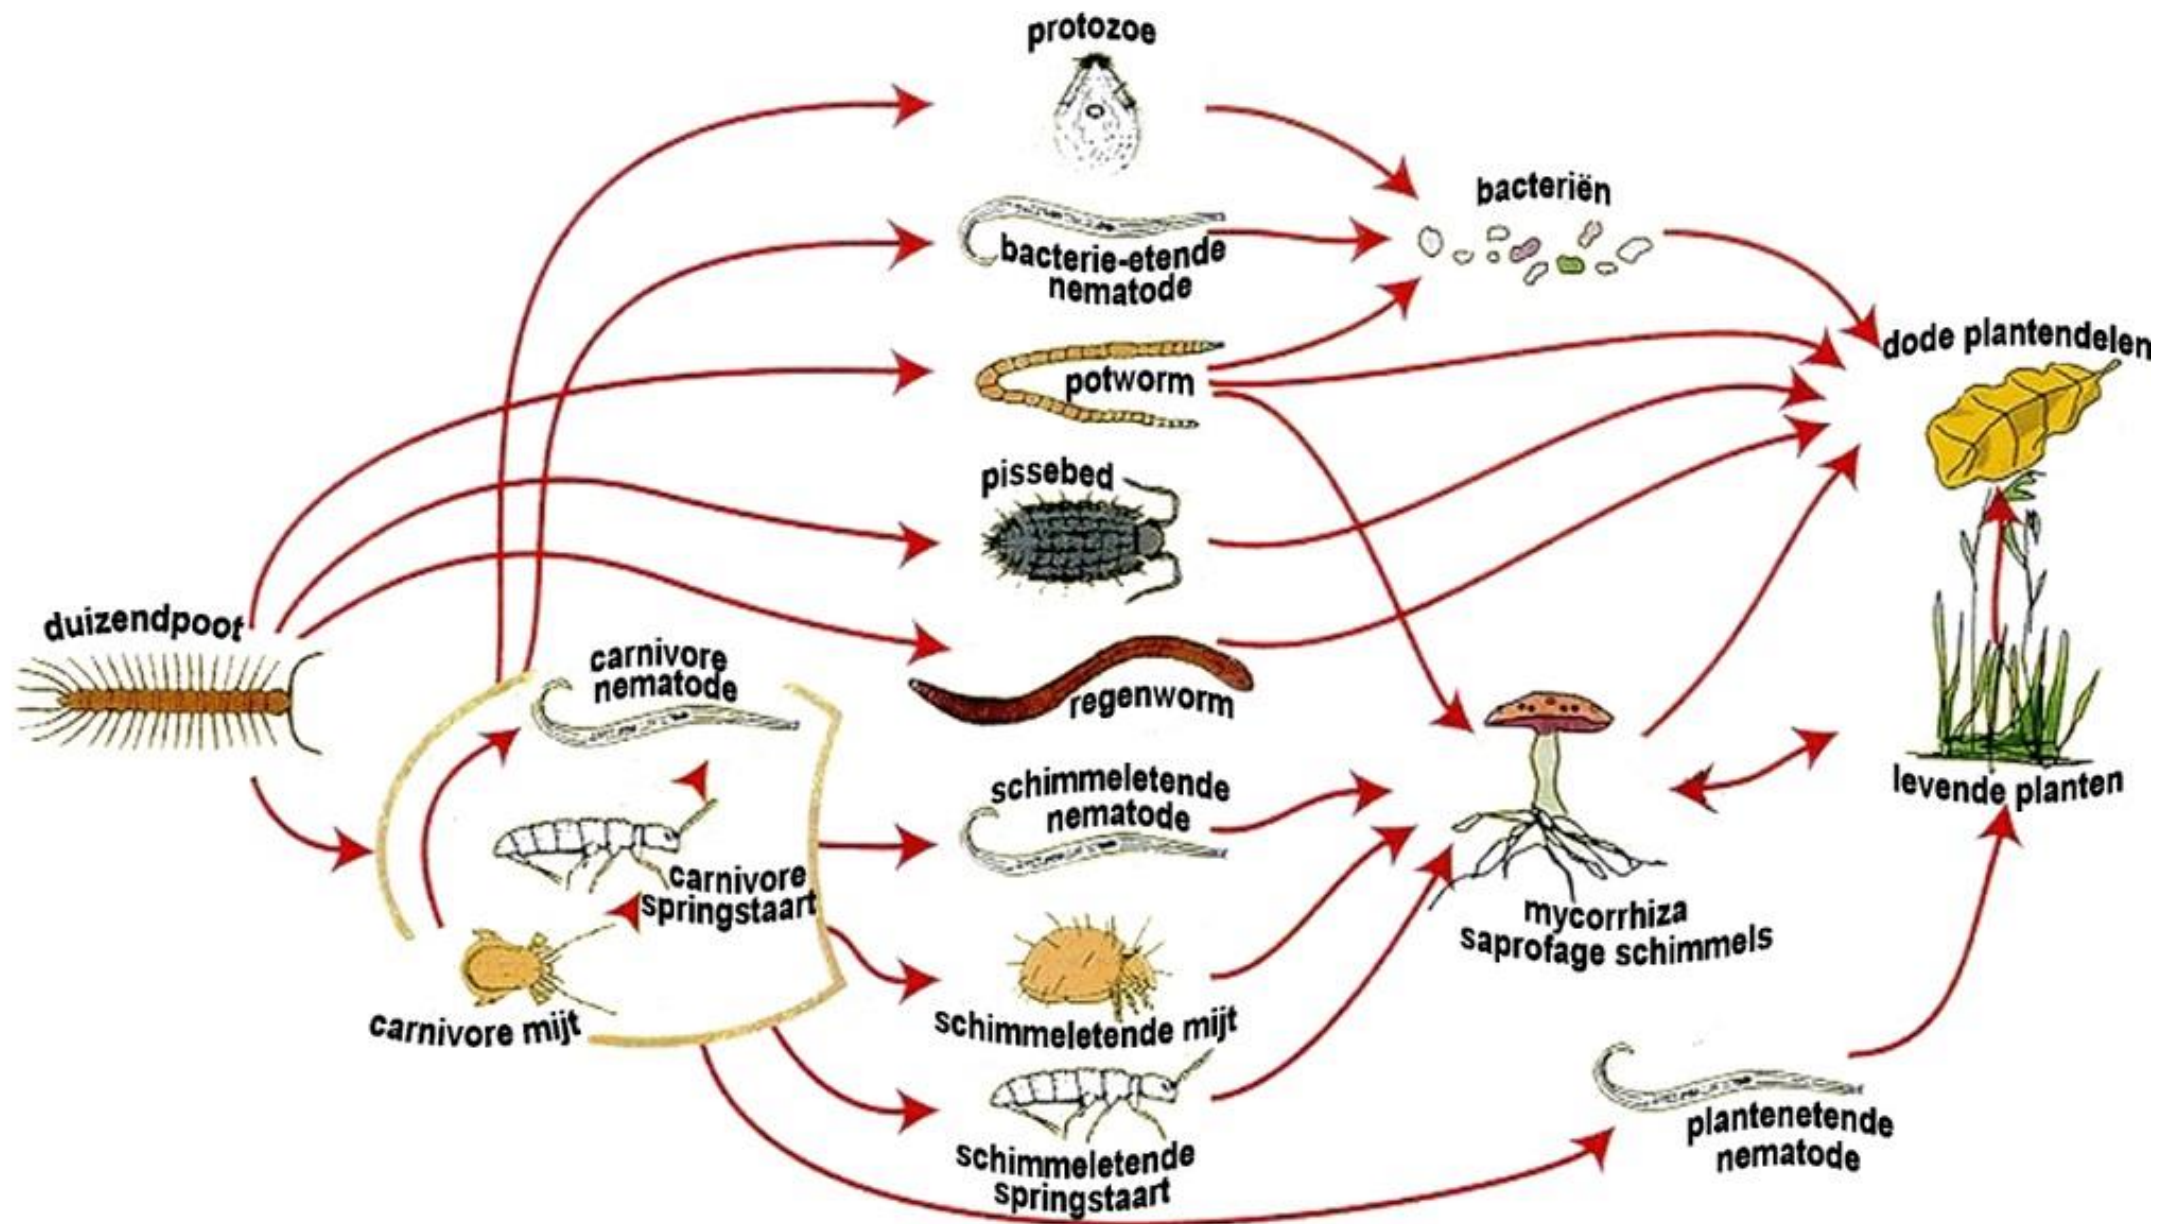 protozoe
bacteriën
bacterie-etende
nematode
dode plantendelen
potworm
pissebed
duizendpoot
carnivore
nematode
regenworm
schimmeletende
nematode
levende planten
carnivore
springstaart
mycorrhiza
saprofage schimmels
carnivore mijt
schimmeletende mijt
plantenetende
nematode
schimmeletende
springstaart